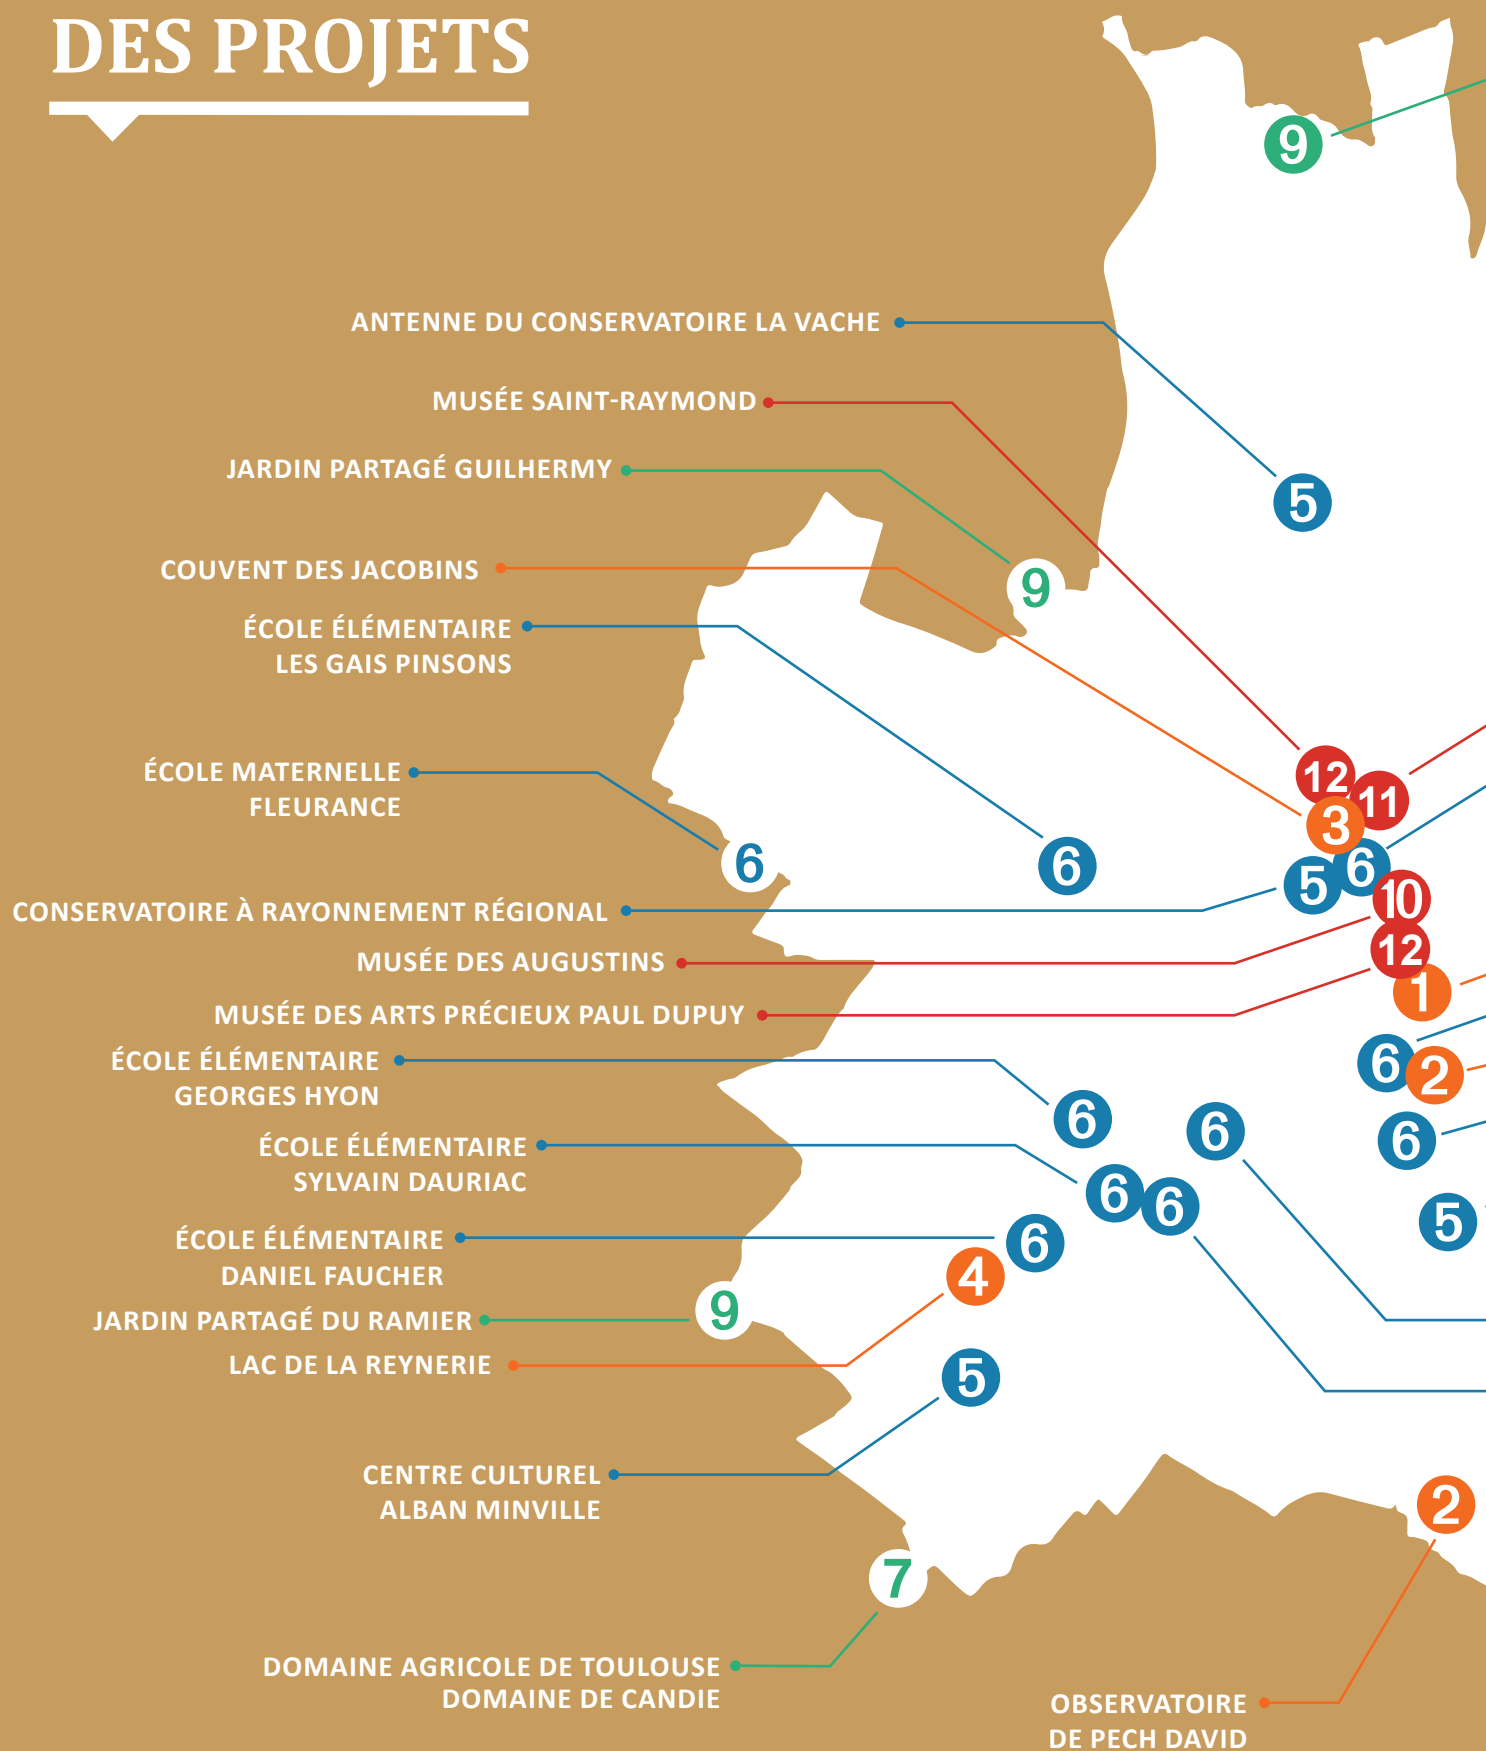 DES PROJETS
9
ANTENNE DU CONSERVATOIRE LA VACHE
MUSÉE SAINT-RAYMOND
JARDIN PARTAGÉ GUILHERMY
5
COUVENT DES JACOBINS
9
ÉCOLE ÉLÉMENTAIRE
LES GAIS PINSONS
ÉCOLE MATERNELLE
FLEURANCE
12
11
3
6
6
6
5
10
CONSERVATOIRE À RAYONNEMENT RÉGIONAL
MUSÉE DES AUGUSTINS
12
1
MUSÉE DES ARTS PRÉCIEUX PAUL DUPUY
ÉCOLE ÉLÉMENTAIRE
GEORGES HYON
6
2
6
6
6
ÉCOLE ÉLÉMENTAIRE
SYLVAIN DAURIAC
6
6
5
ÉCOLE ÉLÉMENTAIRE
DANIEL FAUCHER
6
4
JARDIN PARTAGÉ DU RAMIER
9
LAC DE LA REYNERIE
5
CENTRE CULTUREL
ALBAN MINVILLE
2
7
DOMAINE AGRICOLE DE TOULOUSE
DOMAINE DE CANDIE
OBSERVATOIRE
DE PECH DAVID